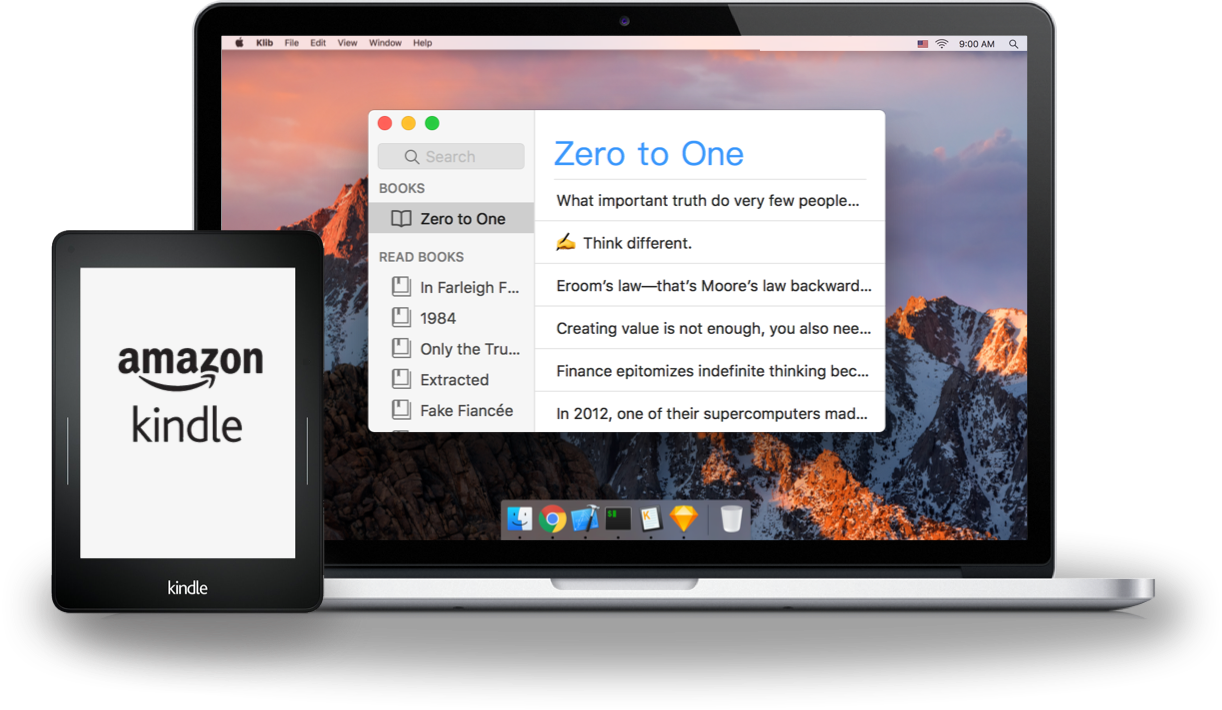 Klib File Edit View Window Help
9:00 AM
Search
Zero to One
BOOKS
What important truth do very few people...
Zero to One
✍️ Think different.
READ BOOKS
In Farleigh F...
Eroom’s law—that’s Moore’s law backward...
1984
Creating value is not enough, you also nee...
Only the Tru...
Finance epitomizes indefinite thinking bec...
Extracted
Fake Fiancée
In 2012, one of their supercomputers mad...
amazon
kindle
kindle
K
$